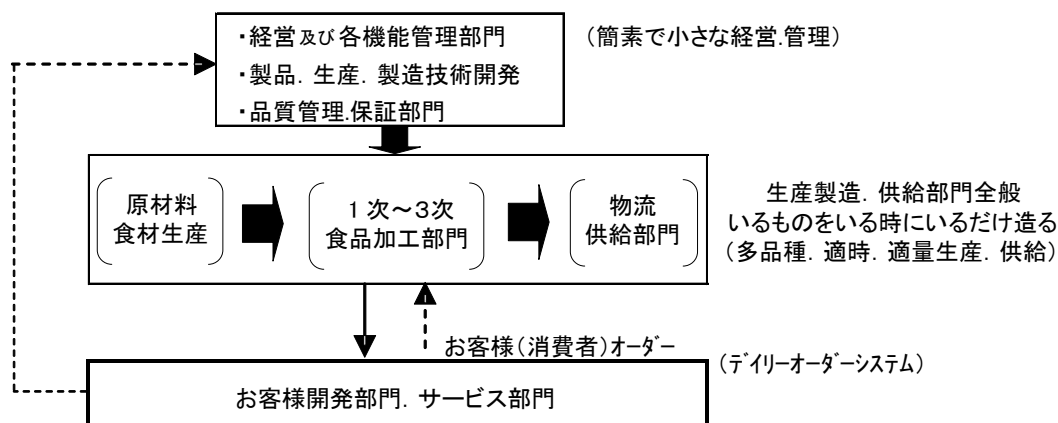 ・経営及び各機能管理部門
(簡素で小さな経営.管理)
・製品. 生産. 製造技術開発
・品質管理.保証部門
原材料
食材生産
1次~3次
食品加工部門
物流
供給部門
生産製造. 供給部門全般
いるものをいる時にいるだけ造る
(多品種. 適時. 適量生産. 供給)
お客様(消費者)オーダー
(デイリーオーダーシステム)
お客様開発部門. サービス部門